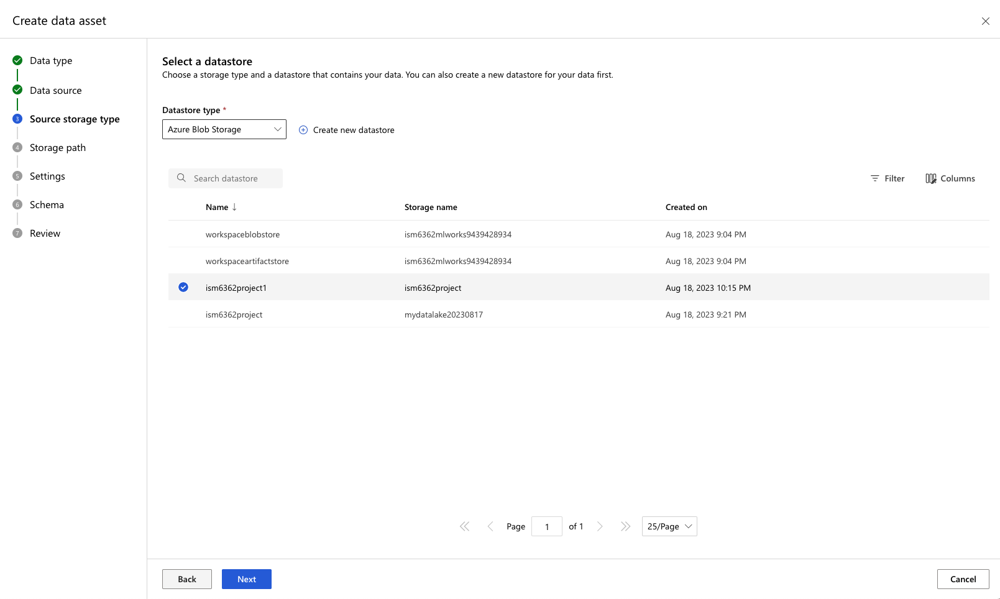 Create data asset
Data type
Data source
3 Source storage type
4 Storage path
5 Settings
6 Schema
7 Review
Select a datastore
Choose a storage type and a datastore that contains your data. You can also create a new datastore for your data first.
Datastore type *
Azure Blob Storage
Create new datastore
Search datastore
Filter
Columns
Name Storage name Created on
workspaceblobstore ism6362mlworks9439428934 Aug 18, 2023 9:04 PM
workspaceartifactstore ism6362mlworks9439428934 Aug 18, 2023 9:04 PM
ism6362project1 ism6362project Aug 18, 2023 10:15 PM
ism6362project mydatalake20230817 Aug 18, 2023 9:21 PM
Page 1 of 1 25/Page
Back Next Cancel